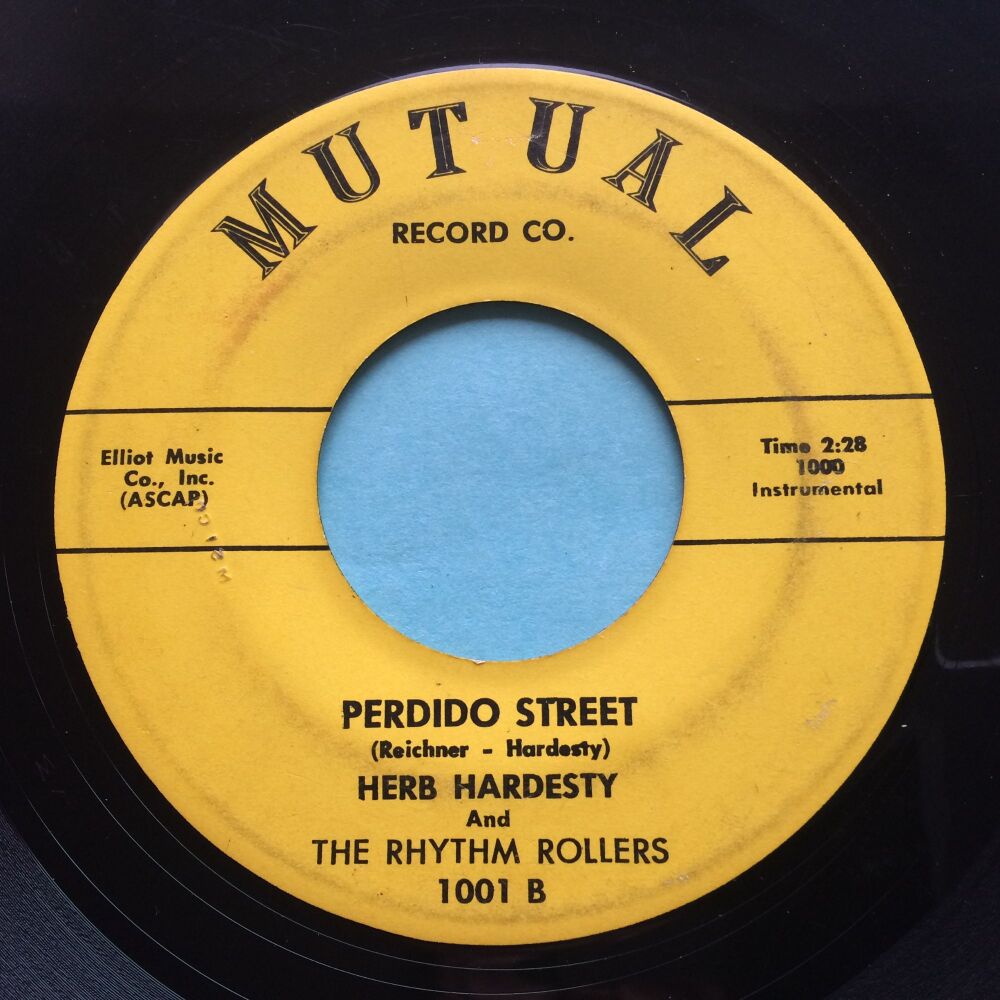 MUTUAL
RECORD CO.
Elliot Music
Co., Inc.
(ASCAP)
Time 2:28
1000
Instrumental
PERDIDO STREET
(Reichner - Hardesty)
HERB HARDESTY
And
THE RHYTHM ROLLERS
1001 B